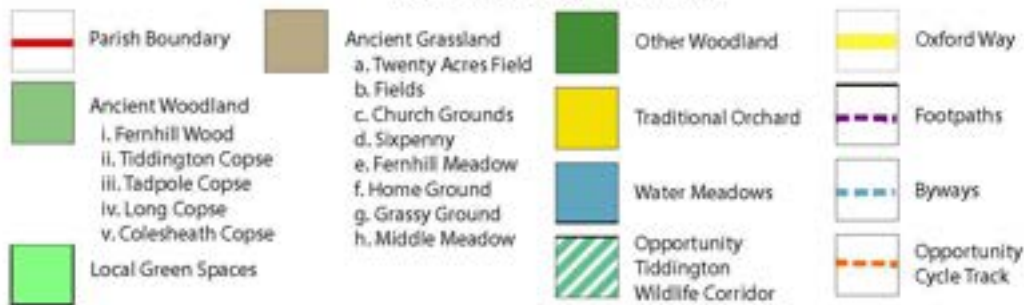 Parish Boundary
Ancient Woodland
i. Fernhill Wood
ii. Tiddington Copse
iii. Tadpole Copse
iv. Long Copse
v. Colesheath Copse
Local Green Spaces
Ancient Grassland
a. Twenty Acres Field
b. Fields
c. Church Grounds
d. Sixpenny
e. Fernhill Meadow
f. Home Ground
g. Grassy Ground
h. Middle Meadow
Other Woodland
Traditional Orchard
Water Meadows
Opportunity
Tiddington
Wildlife Corridor
Oxford Way
Footpaths
Byways
Opportunity
Cycle Track